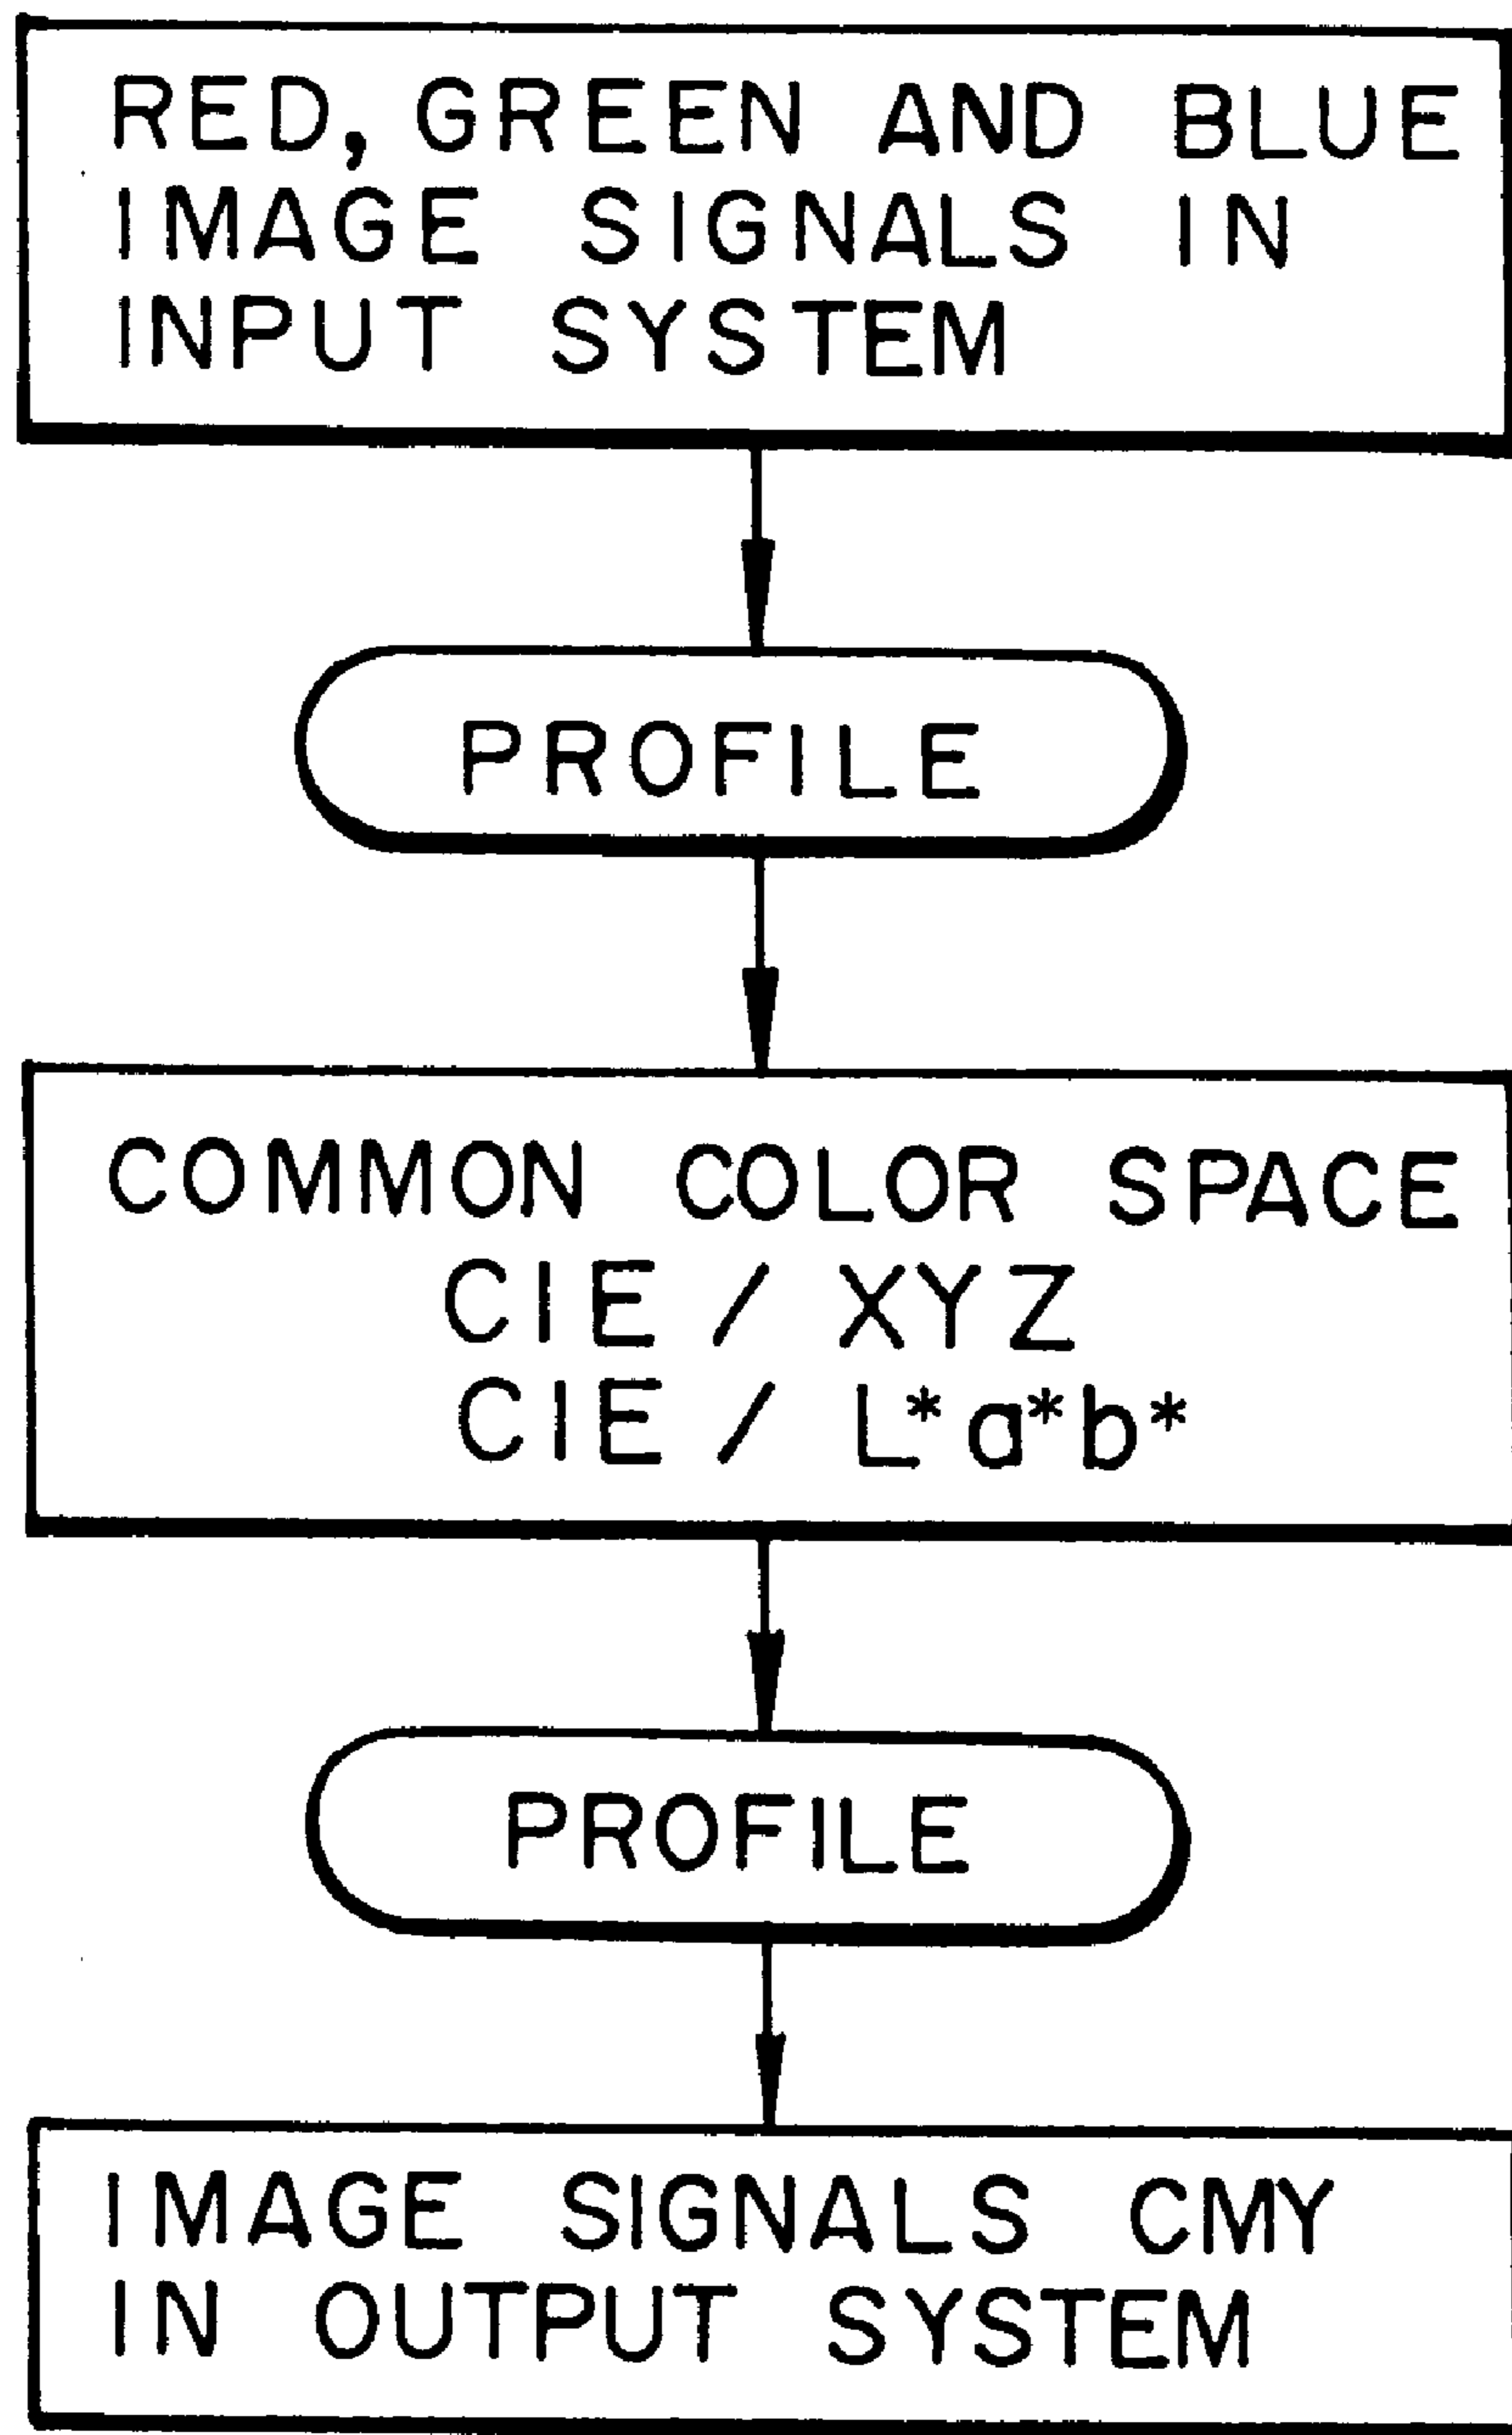 RED, GREEN AND BLUE
IMAGE SIGNALS IN
INPUT SYSTEM
PROFILE
COMMON COLOR SPACE
CIE / XYZ
CIE / L*a*b*
PROFILE
IMAGE SIGNALS CMY
IN OUTPUT SYSTEM